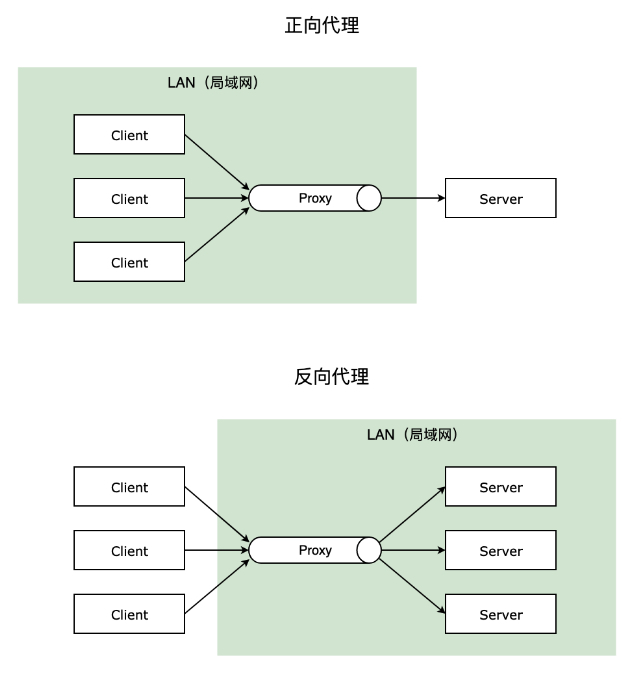 正向代理
LAN（局域网）
Client
Client
Proxy
Server
Client
反向代理
LAN（局域网）
Client
Server
Client
Proxy
Server
Client
Server